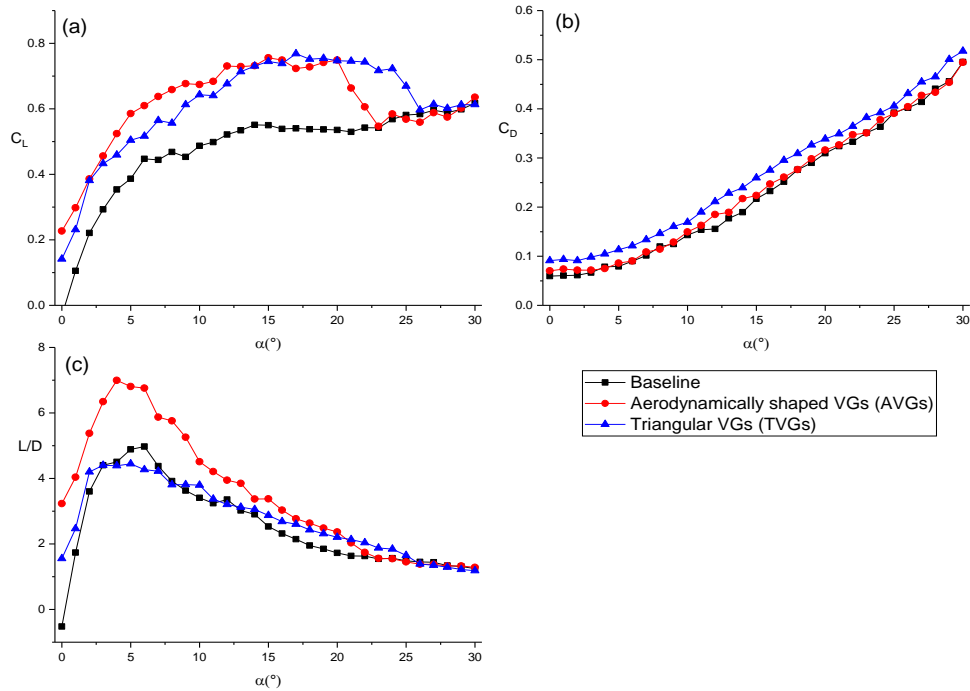 (a)
0.8
0.6
0.4
0.2
0.0
C_L
0 5 10 15 20 25 30
α(°)
(b)
0.6
0.5
0.4
0.3
0.2
0.1
0.0
C_D
0 5 10 15 20 25 30
α(°)
(c)
8
6
4
2
0
L/D
0 5 10 15 20 25 30
α(°)
Baseline
Aerodynamically shaped VGs (AVGs)
Triangular VGs (TVGs)